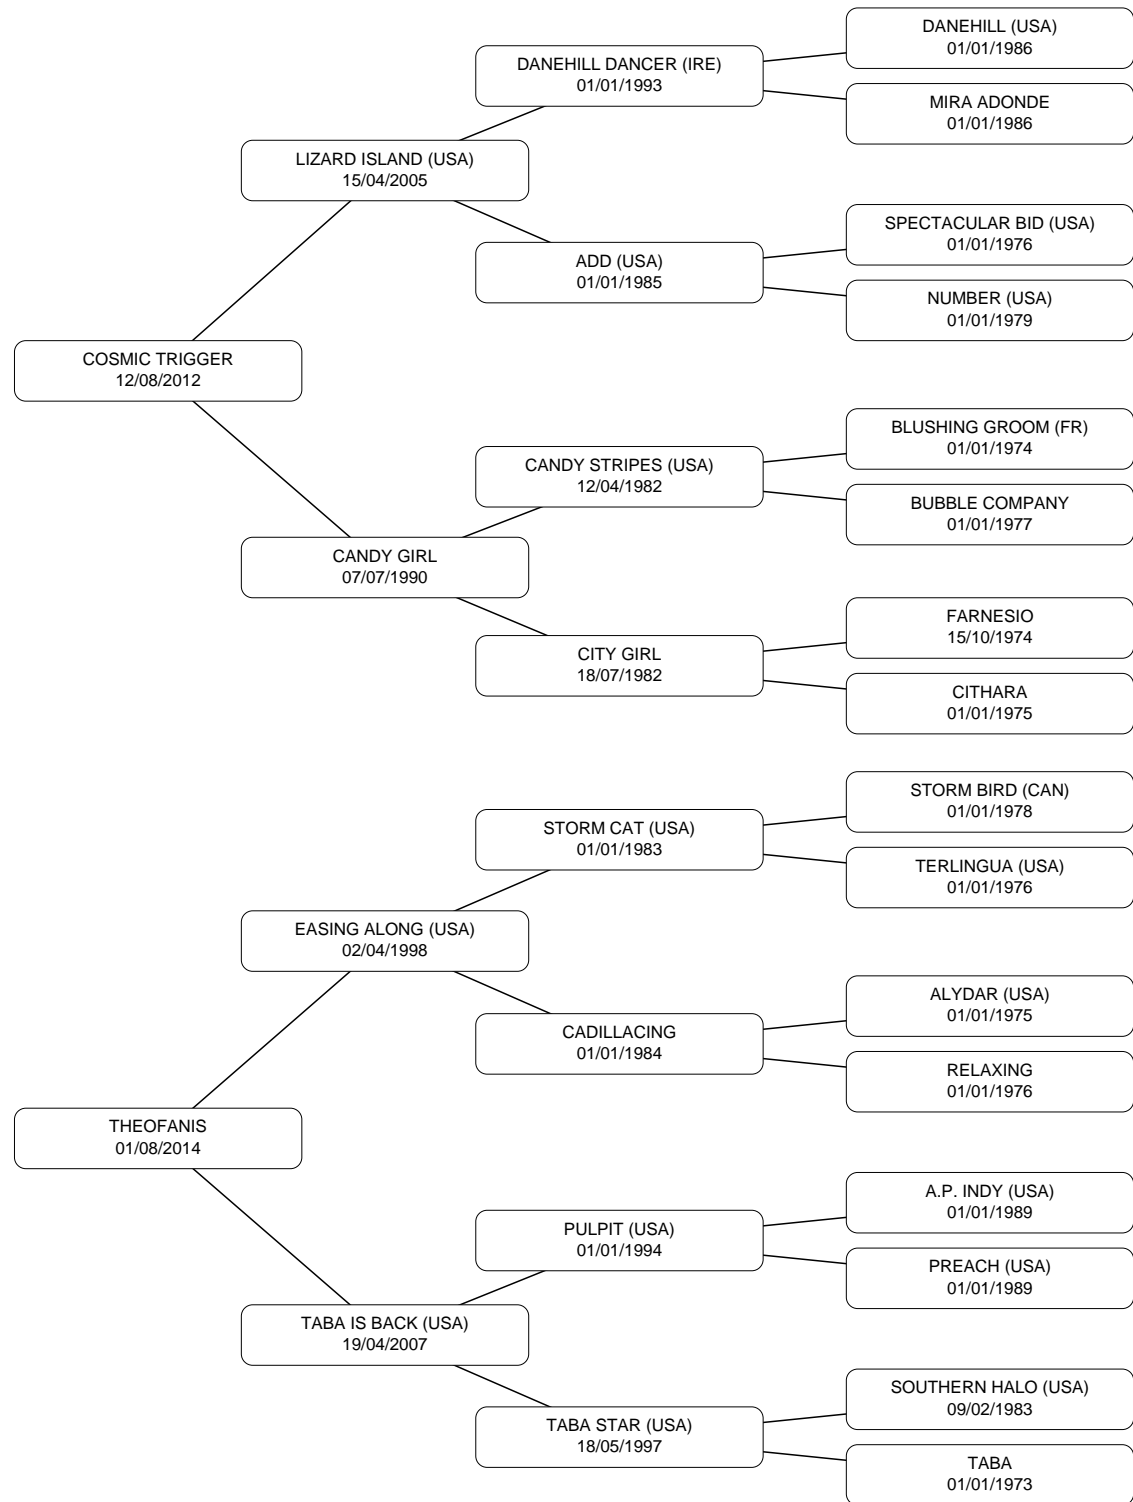 DANEHILL (USA)
01/01/1986
DANEHILL DANCER (IRE)
01/01/1993
MIRA ADONDE
01/01/1986
LIZARD ISLAND (USA)
15/04/2005
SPECTACULAR BID (USA)
01/01/1976
ADD (USA)
01/01/1985
NUMBER (USA)
01/01/1979
COSMIC TRIGGER
12/08/2012
BLUSHING GROOM (FR)
01/01/1974
CANDY STRIPES (USA)
12/04/1982
BUBBLE COMPANY
01/01/1977
CANDY GIRL
07/07/1990
FARNESIO
15/10/1974
CITY GIRL
18/07/1982
CITHARA
01/01/1975
STORM BIRD (CAN)
01/01/1978
STORM CAT (USA)
01/01/1983
TERLINGUA (USA)
01/01/1976
EASING ALONG (USA)
02/04/1998
ALYDAR (USA)
01/01/1975
CADILLACING
01/01/1984
RELAXING
01/01/1976
THEOFANIS
01/08/2014
A.P. INDY (USA)
01/01/1989
PULPIT (USA)
01/01/1994
PREACH (USA)
01/01/1989
TABA IS BACK (USA)
19/04/2007
SOUTHERN HALO (USA)
09/02/1983
TABA STAR (USA)
18/05/1997
TABA
01/01/1973